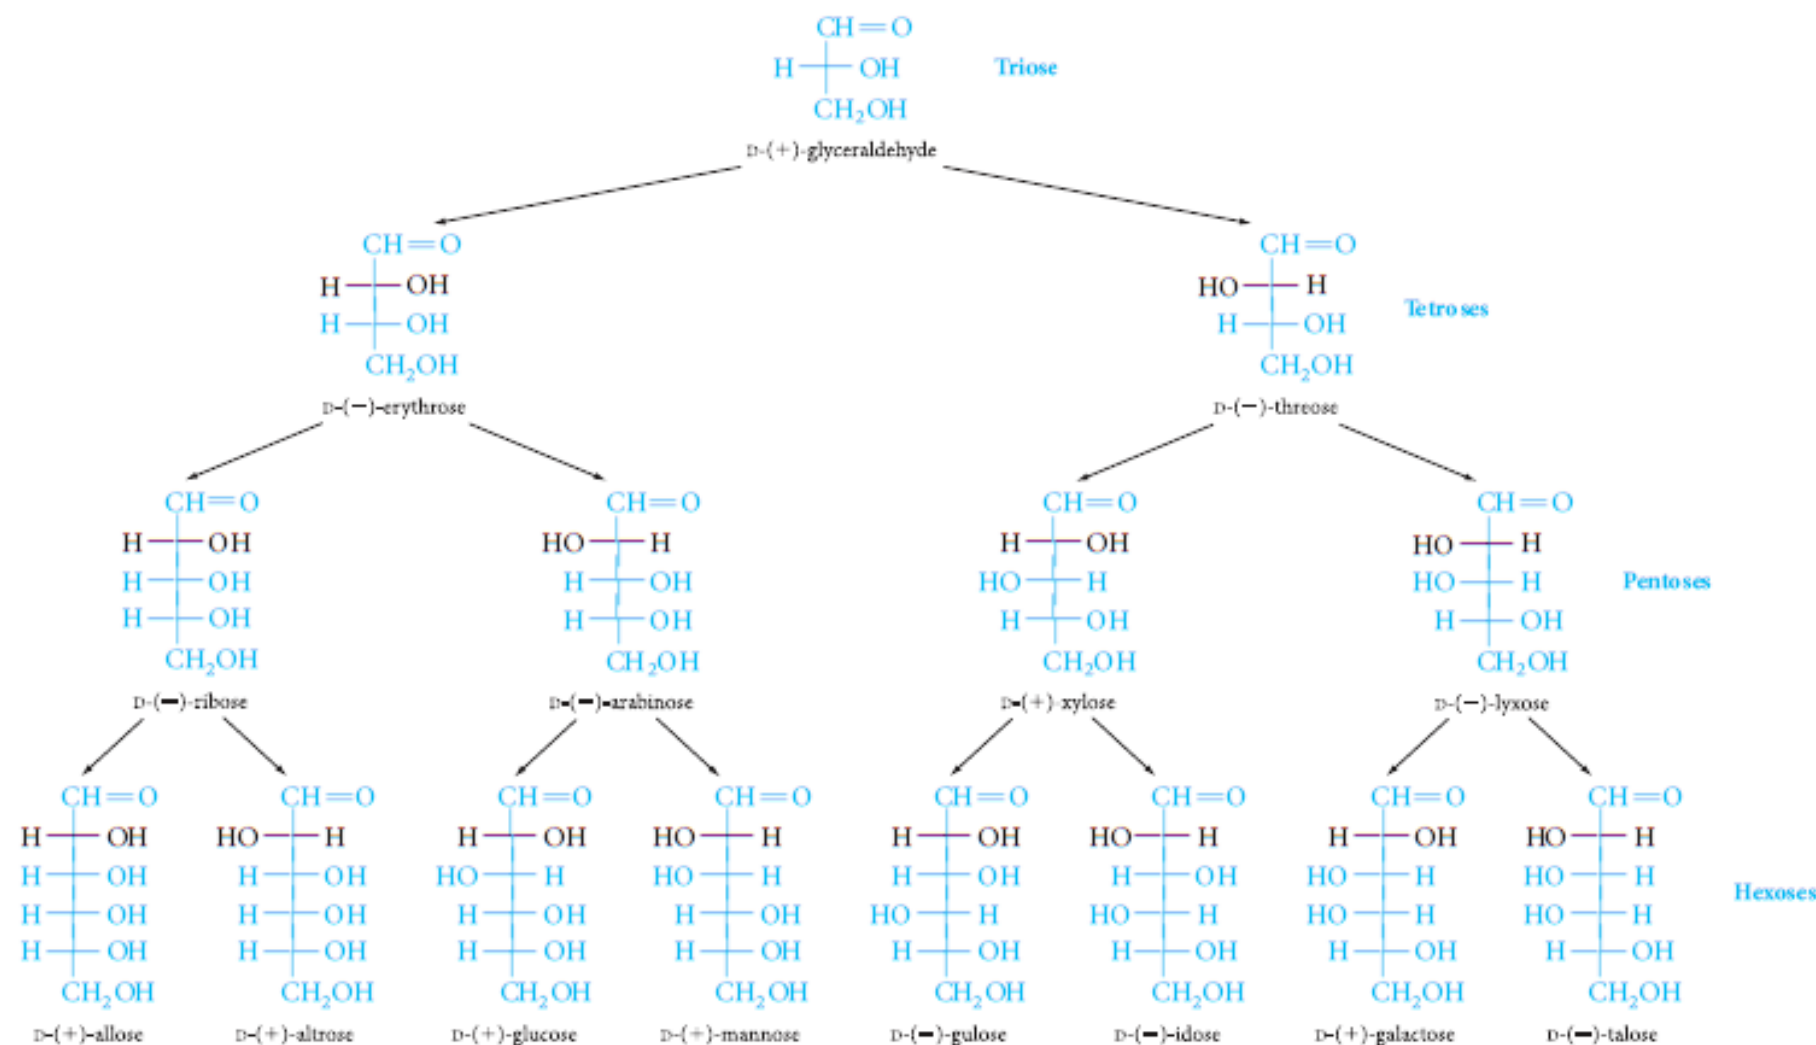 CH=O
H OH Triose
CH₂OH
D-(+)-glyceraldehyde
CH=O CH=O
H OH HO H
Tetroses
H OH H OH
CH₂OH CH₂OH
D-(−)-erythrose D-(−)-threose
CH=O CH=O CH=O CH=O
H OH HO H H OH HO H
H OH H OH HO H HO H Pentoses
H OH H OH H OH H OH
CH₂OH CH₂OH CH₂OH CH₂OH
D-(−)-ribose D-(−)-arabinose D-(+)-xylose D-(−)-lyxose
CH=O CH=O CH=O CH=O CH=O CH=O CH=O CH=O
H OH HO H H OH HO H H OH HO H H OH HO H
H OH H OH HO H HO H H OH H OH HO H HO H
Hexoses
H OH H OH H OH H OH HO H HO H HO H HO H
H OH H OH H OH H OH H OH H OH H OH H OH
CH₂OH CH₂OH CH₂OH CH₂OH CH₂OH CH₂OH CH₂OH CH₂OH
D-(+)-allose D-(+)-altrose D-(+)-glucose D-(+)-mannose D-(−)-gulose D-(−)-idose D-(+)-galactose D-(−)-talose